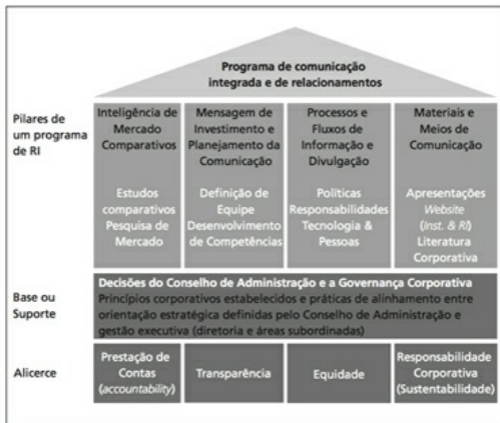 Programa de comunicação
integrada e de relacionamentos
Pilares de
um programa
de RI
Inteligência de
Mercado
Comparativos
Estudos
comparativos
Pesquisa de
Mercado
Mensagem de
Investimento e
Planejamento da
Comunicação
Definição de
Equipe
Desenvolvimento
de Competências
Processos e
Fluxos de
Informação e
Divulgação
Políticas
Responsabilidades
Tecnologia &
Pessoas
Materiais e
Meios de
Comunicação
Apresentações
Website
(Inst. & RI)
Literatura
Corporativa
Base ou
Suporte
Decisões do Conselho de Administração e a Governança Corporativa
Princípios corporativos estabelecidos e práticas de alinhamento entre
orientação estratégica definidas pelo Conselho de Administração e
gestão executiva (diretoria e áreas subordinadas)
Alicerce
Prestação de
Contas
(accountability)
Transparência
Equidade
Responsabilidade
Corporativa
(Sustentabilidade)